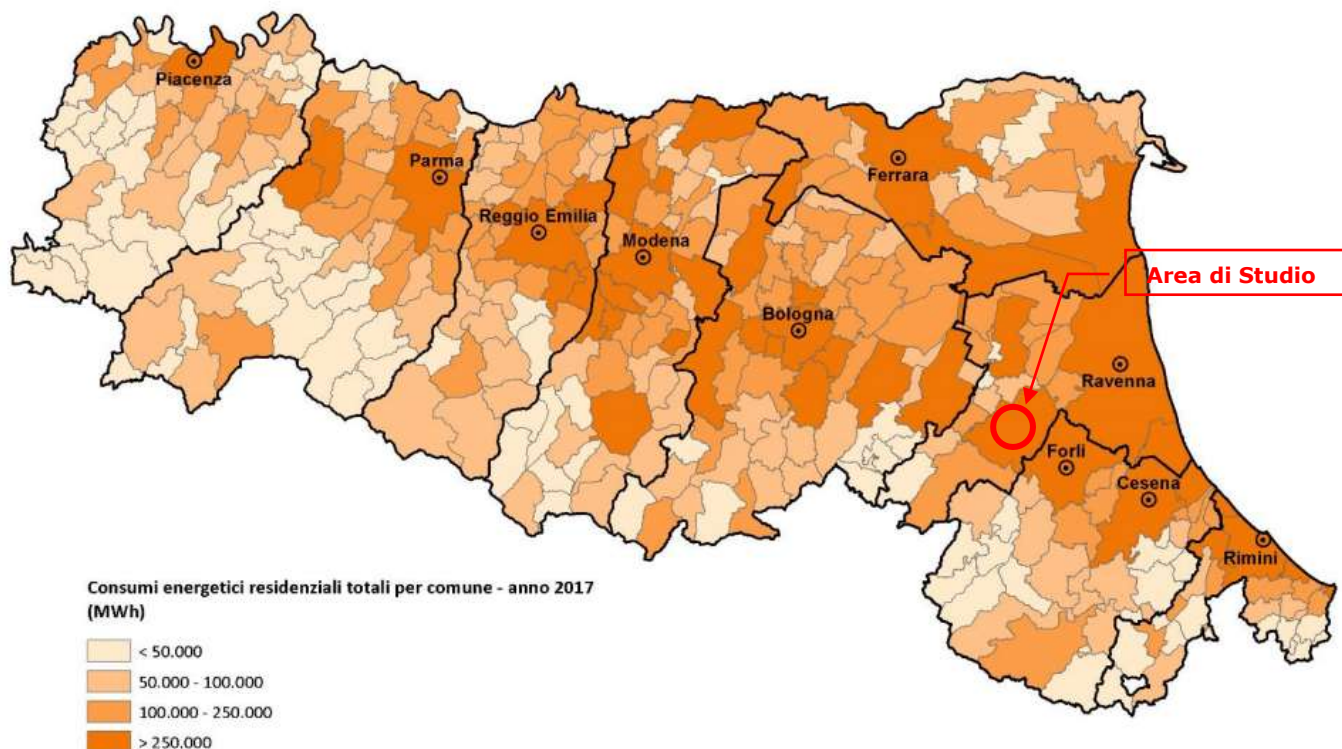 Piacenza
Parma
Ferrara
Reggio Emilia
Modena
Area di Studio
Bologna
Ravenna
Forlì
Cesena
Rimini
Consumi energetici residenziali totali per comune - anno 2017
(MWh)
< 50.000
50.000 - 100.000
100.000 - 250.000
> 250.000